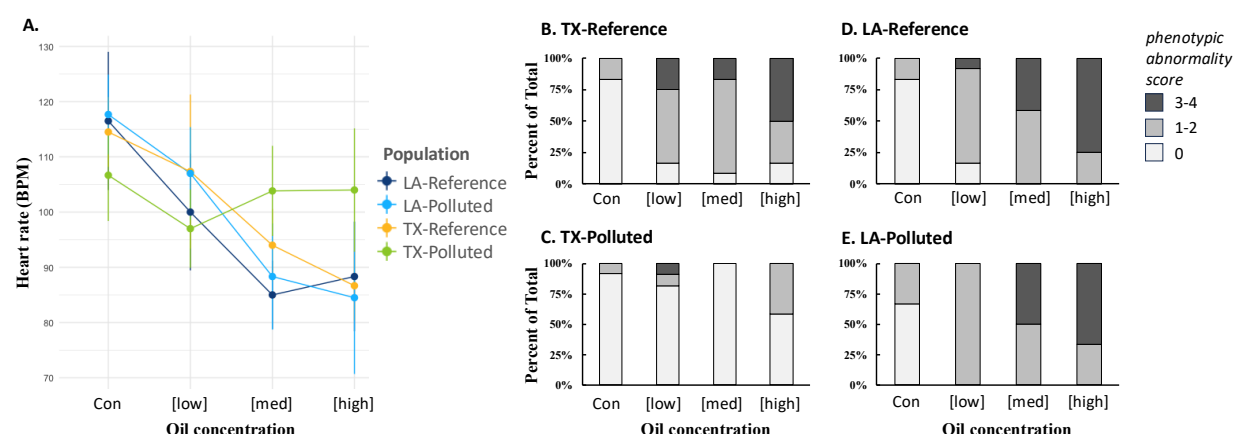 A.
130
120
110
100
90
80
70
Heart rate (BPM)
Con [low] [med] [high]
Oil concentration
Population
LA-Reference
LA-Polluted
TX-Reference
TX-Polluted
B. TX-Reference
100%
75%
50%
25%
0%
Percent of Total
Con [low] [med] [high]
C. TX-Polluted
100%
75%
50%
25%
0%
Percent of Total
Con [low] [med] [high]
Oil concentration
D. LA-Reference
100%
75%
50%
25%
0%
Con [low] [med] [high]
E. LA-Polluted
100%
75%
50%
25%
0%
Con [low] [med] [high]
Oil concentration
phenotypic
abnormality
score
3-4
1-2
0